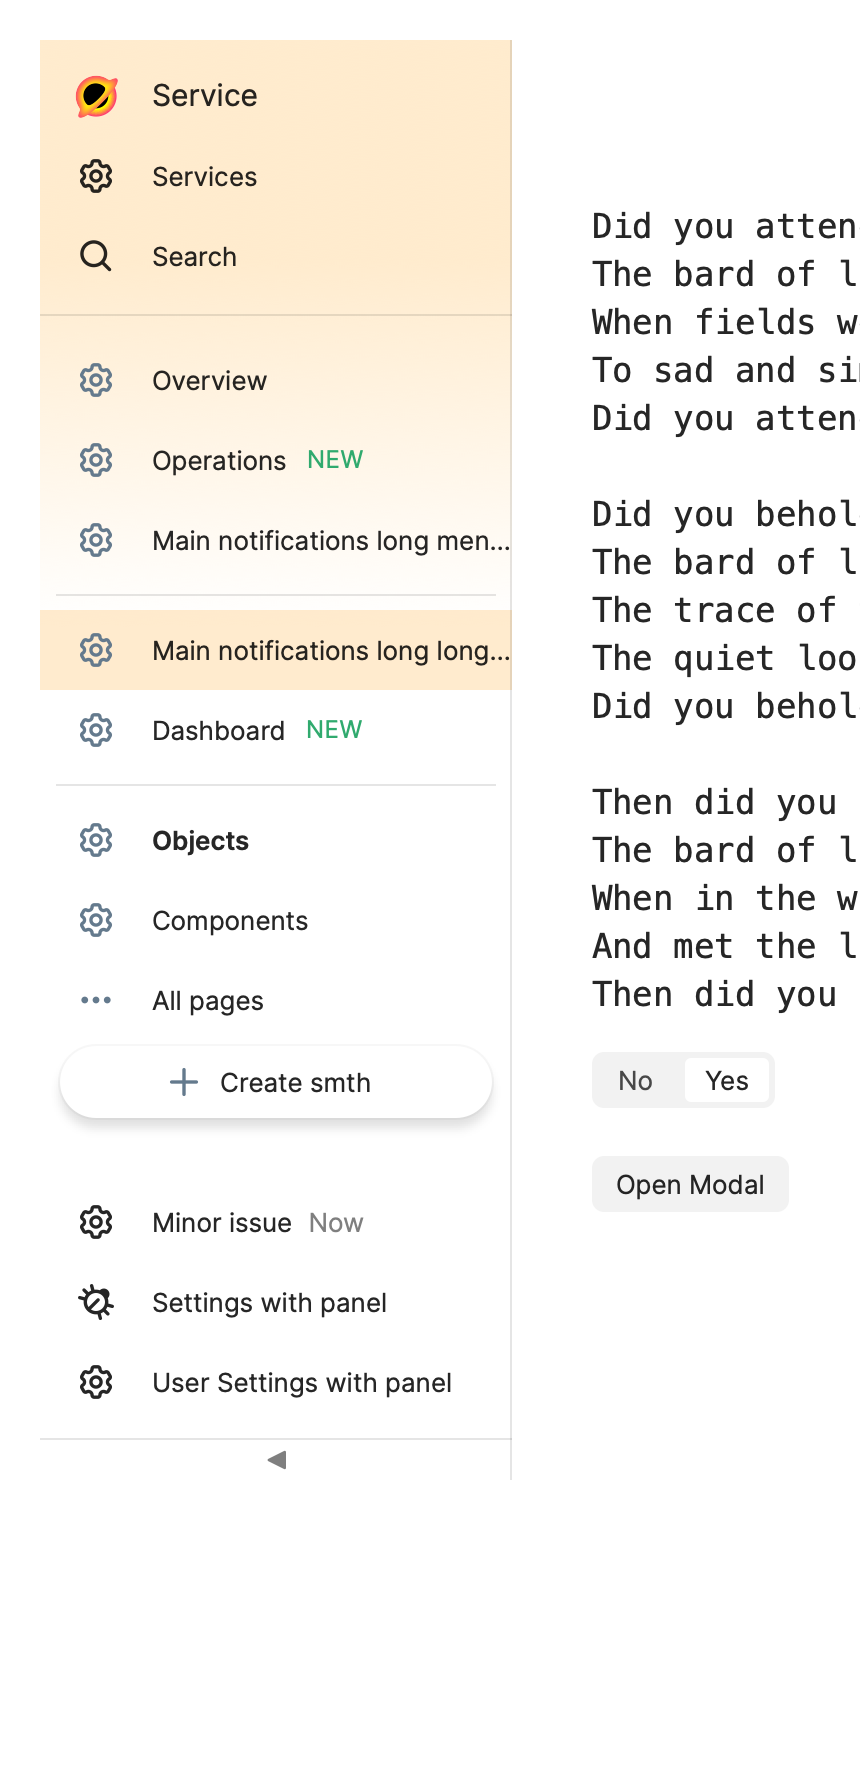 Service
Services
Search
Overview
Operations NEW
Main notifications long men...
Main notifications long long...
Dashboard NEW
Objects
Components
All pages
Create smth
Minor issue Now
Settings with panel
User Settings with panel
Did you atten
The bard of l
When fields w
To sad and si
Did you atten
Did you behol
The bard of l
The trace of
The quiet loo
Did you behol
Then did you
The bard of l
When in the w
And met the l
Then did you
No Yes
Open Modal